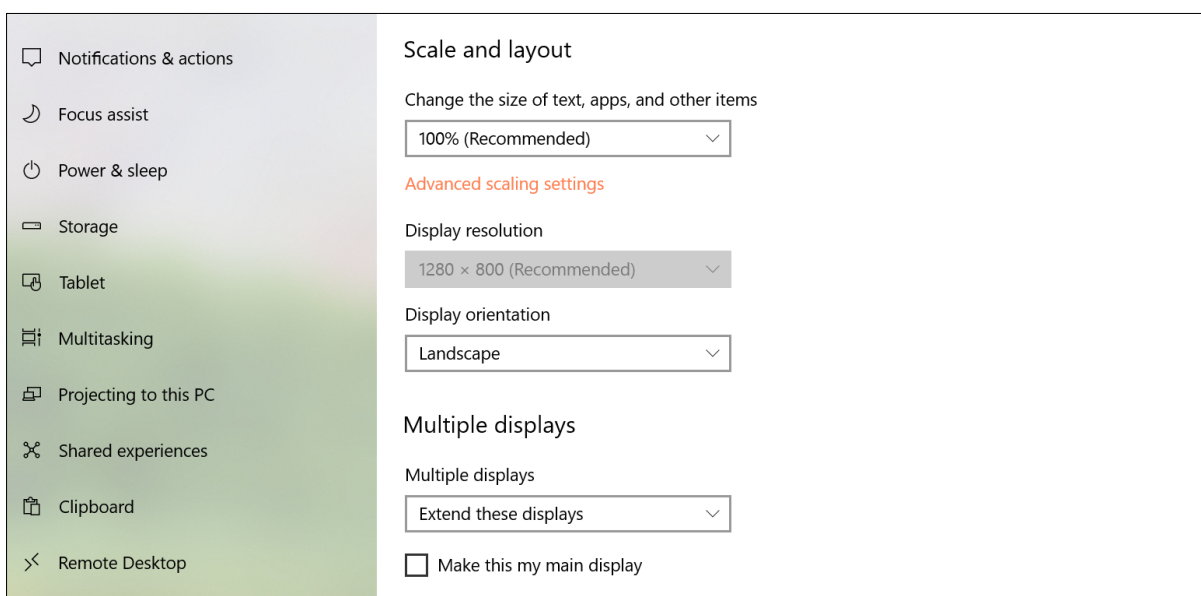 Notifications & actions
Focus assist
Power & sleep
Storage
Tablet
Multitasking
Projecting to this PC
Shared experiences
Clipboard
Remote Desktop
Scale and layout
Change the size of text, apps, and other items
100% (Recommended)
Advanced scaling settings
Display resolution
1280 × 800 (Recommended)
Display orientation
Landscape
Multiple displays
Multiple displays
Extend these displays
Make this my main display